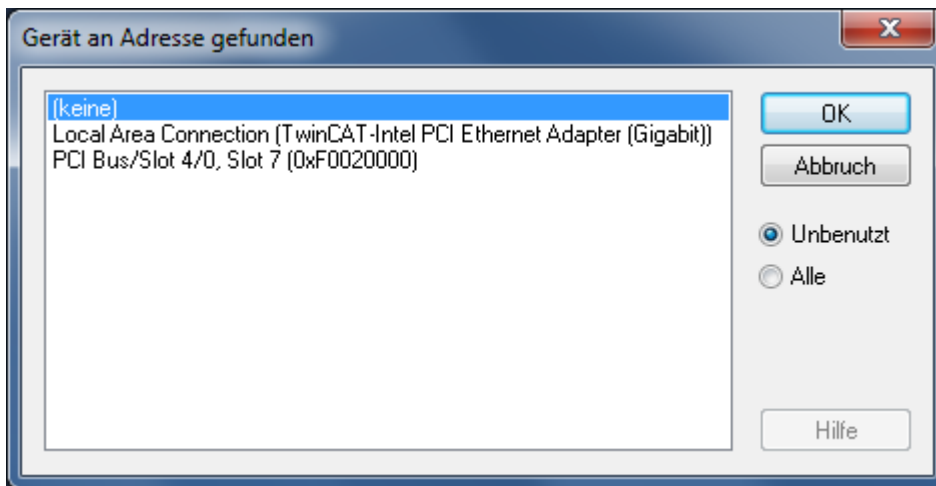 Gerät an Adresse gefunden
(keine)
Local Area Connection (TwinCAT-Intel PCI Ethernet Adapter (Gigabit))
PCI Bus/Slot 4/0, Slot 7 (0xF0020000)
OK
Abbruch
Unbenutzt
Alle
Hilfe